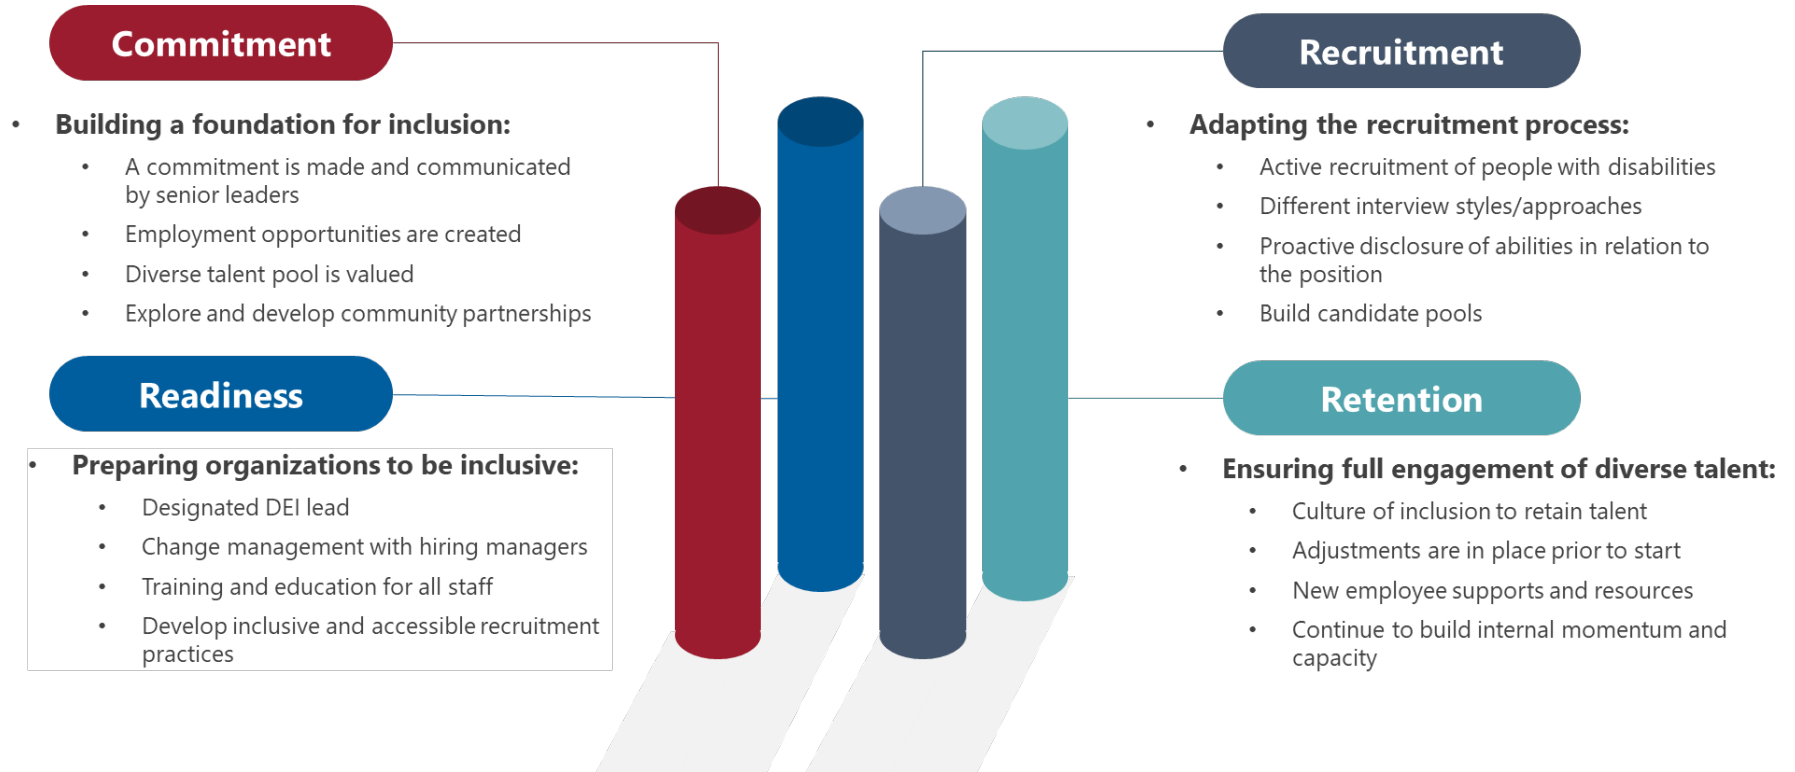 Commitment
• Building a foundation for inclusion:
• A commitment is made and communicated
by senior leaders
• Employment opportunities are created
• Diverse talent pool is valued
• Explore and develop community partnerships
Readiness
• Preparing organizations to be inclusive:
• Designated DEI lead
• Change management with hiring managers
• Training and education for all staff
• Develop inclusive and accessible recruitment
practices
Recruitment
• Adapting the recruitment process:
• Active recruitment of people with disabilities
• Different interview styles/approaches
• Proactive disclosure of abilities in relation to
the position
• Build candidate pools
Retention
• Ensuring full engagement of diverse talent:
• Culture of inclusion to retain talent
• Adjustments are in place prior to start
• New employee supports and resources
• Continue to build internal momentum and
capacity